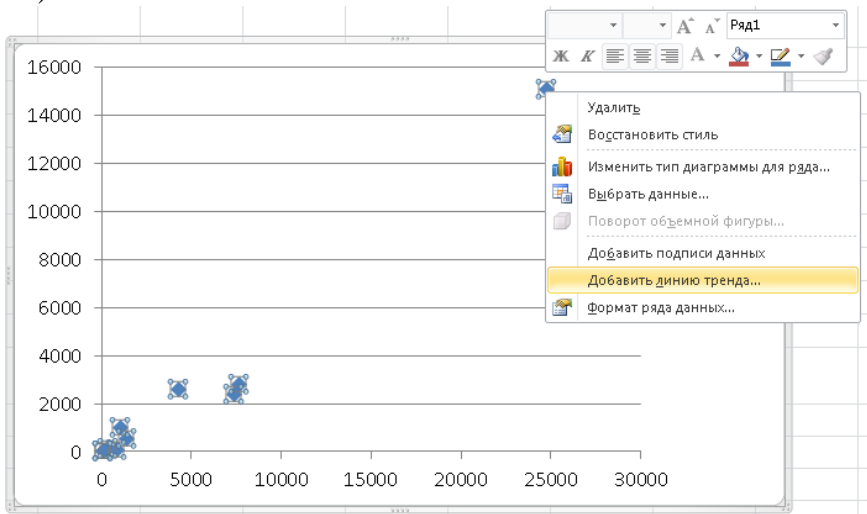 Ряд1
Ж К А
16000
14000
12000
10000
8000
6000
4000
2000
0
0 5000 10000 15000 20000 25000 30000
Удалить
Восстановить стиль
Изменить тип диаграммы для ряда...
Выбрать данные...
Поворот объемной фигуры...
Добавить подписи данных
Добавить линию тренда...
Формат ряда данных...